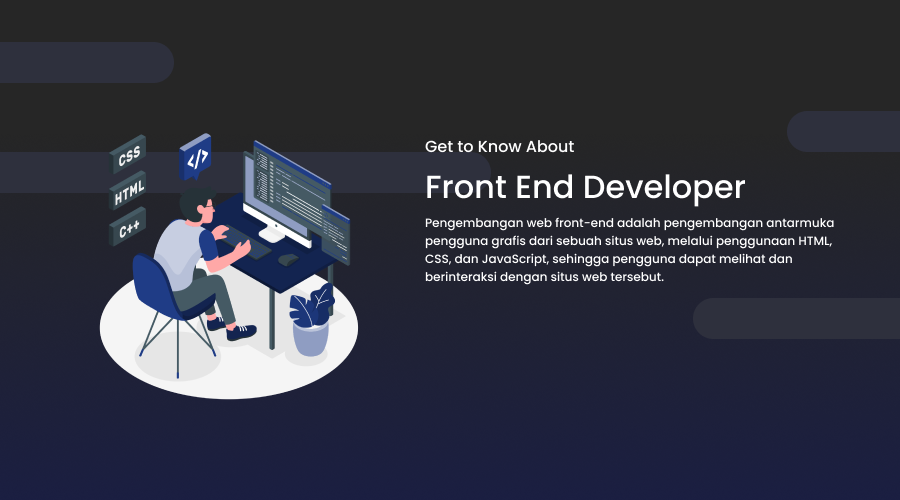 CSS
</>
HTML
C++
Get to Know About
Front End Developer
Pengembangan web front-end adalah pengembangan antarmuka
pengguna grafis dari sebuah situs web, melalui penggunaan HTML,
CSS, dan JavaScript, sehingga pengguna dapat melihat dan
berinteraksi dengan situs web tersebut.